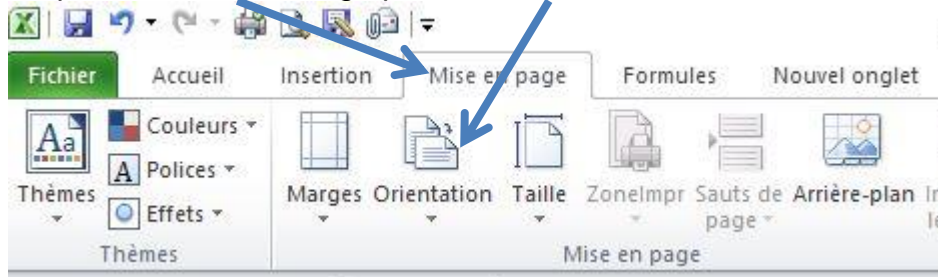 Fichier Accueil Insertion Mise en page Formules Nouvel onglet
Aa Couleurs
A Polices
Thèmes Marges Orientation Taille ZoneImpr Sauts de Arrière-plan
Effets page
Thèmes Mise en page